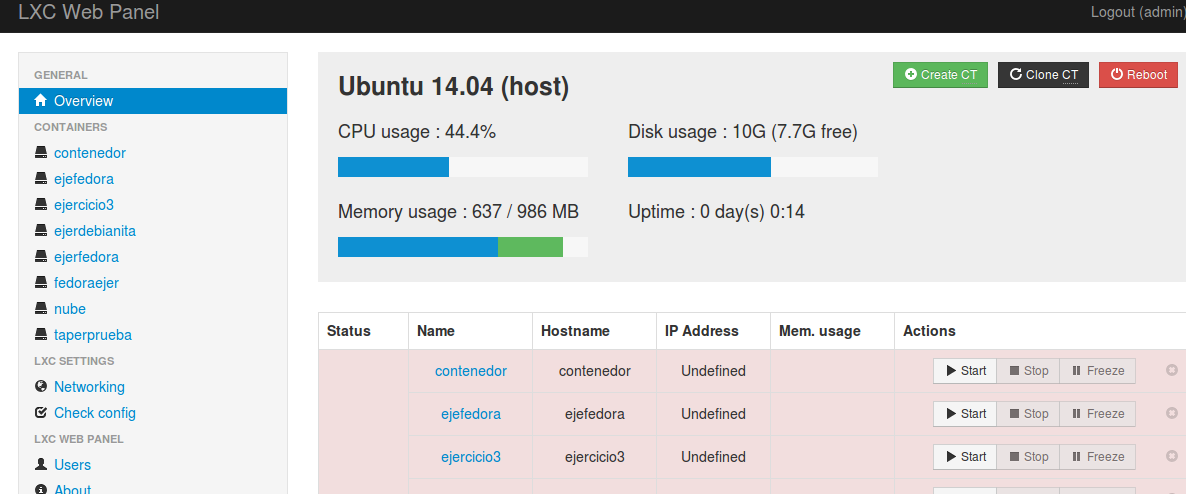 LXC Web Panel
Logout (admin)
GENERAL
Overview
CONTAINERS
contenedor
ejefedora
ejercicio3
ejerdebianita
ejerfedora
fedoraejer
nube
taperprueba
LXC SETTINGS
Networking
Check config
LXC WEB PANEL
Users
About
Ubuntu 14.04 (host)
Create CT Clone CT Reboot
CPU usage : 44.4% Disk usage : 10G (7.7G free)
Memory usage : 637 / 986 MB Uptime : 0 day(s) 0:14
Status Name Hostname IP Address Mem. usage Actions
contenedor contenedor Undefined Start Stop Freeze
ejefedora ejefedora Undefined Start Stop Freeze
ejercicio3 ejercicio3 Undefined Start Stop Freeze